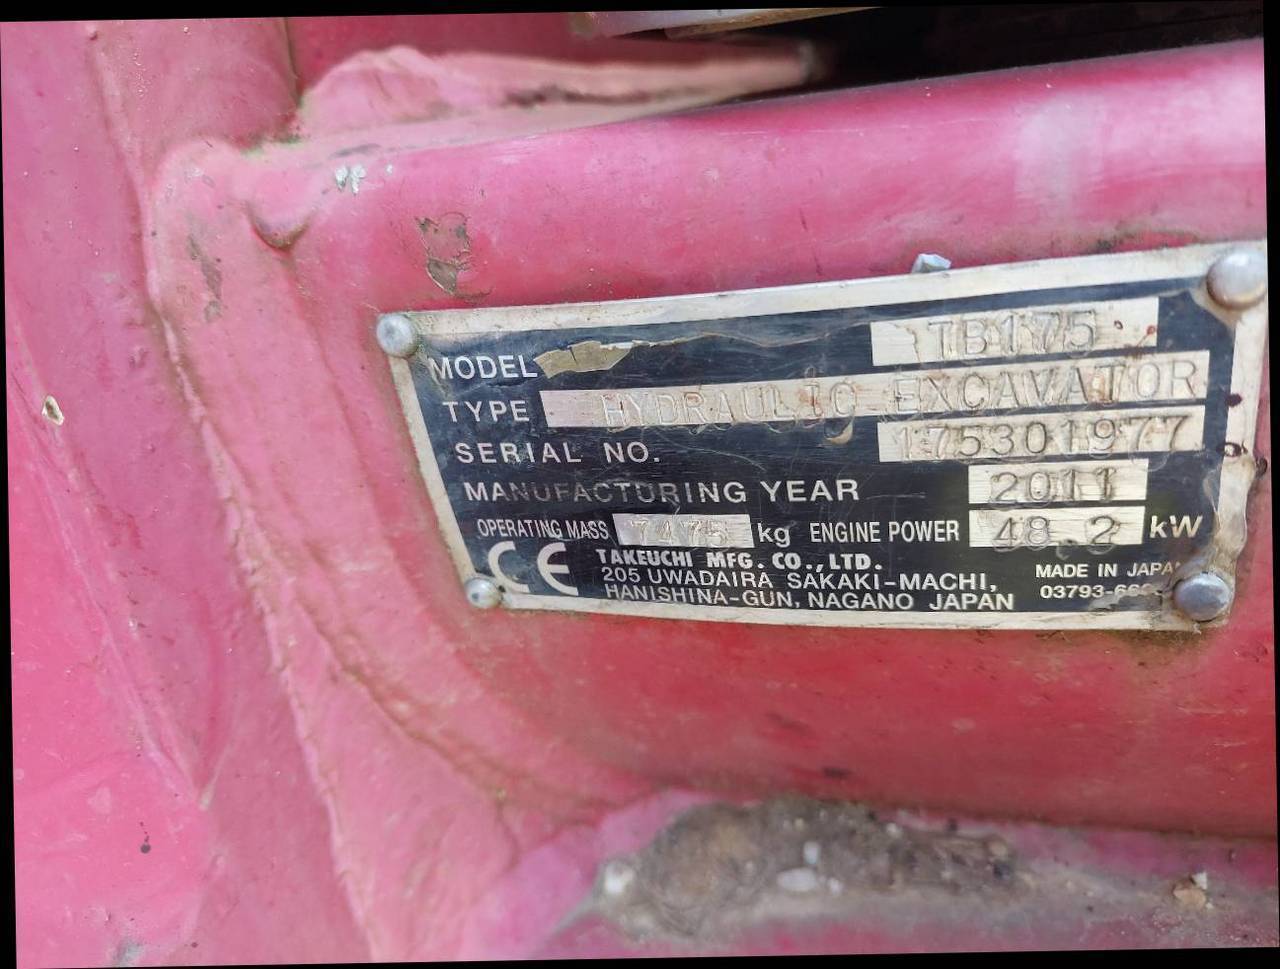 MODEL TB175
TYPE HYDRAULIC EXCAVATOR
SERIAL NO. 175301977
MANUFACTURING YEAR 2011
OPERATING MASS 7475 kg ENGINE POWER 48.2 kW
CE TAKEUCHI MFG. CO., LTD.
205 UWADAIRA SAKAKI-MACHI, MADE IN JAPAN
HANISHINA-GUN, NAGANO JAPAN